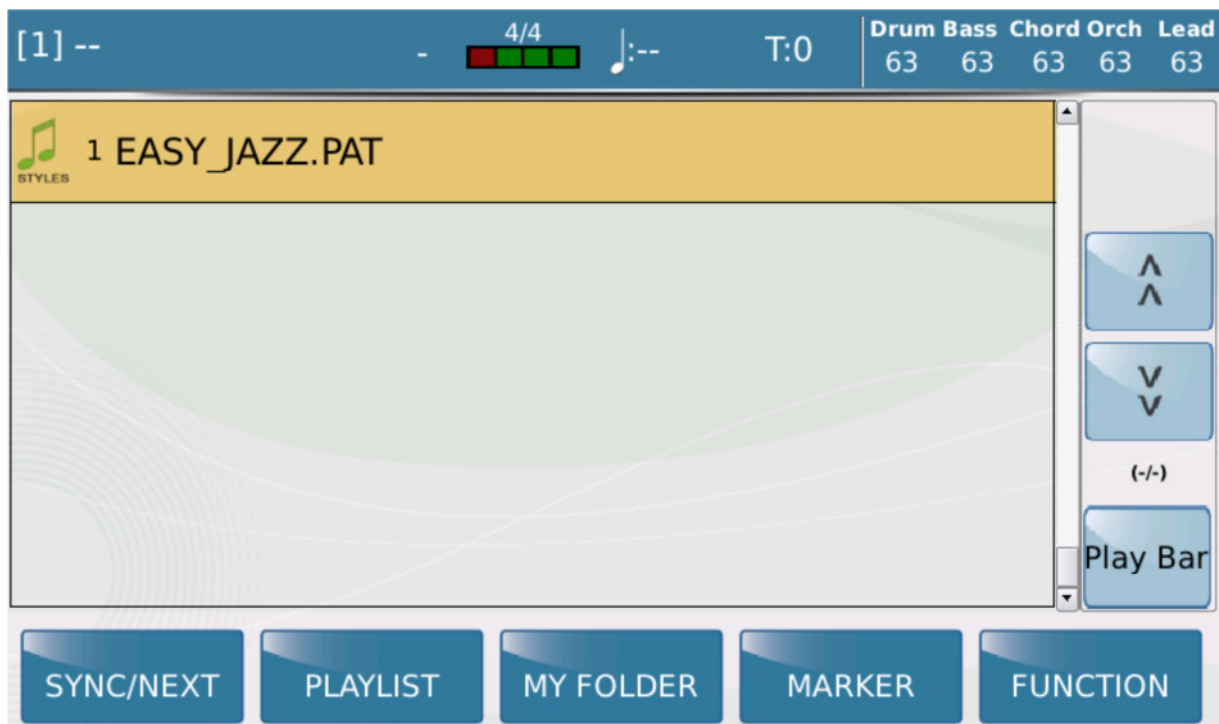 [1] --
-
4/4
:--
T:0
Drum Bass Chord Orch Lead
63 63 63 63 63
STYLES
1 EASY_JAZZ.PAT
(-/-)
Play Bar
SYNC/NEXT
PLAYLIST
MY FOLDER
MARKER
FUNCTION